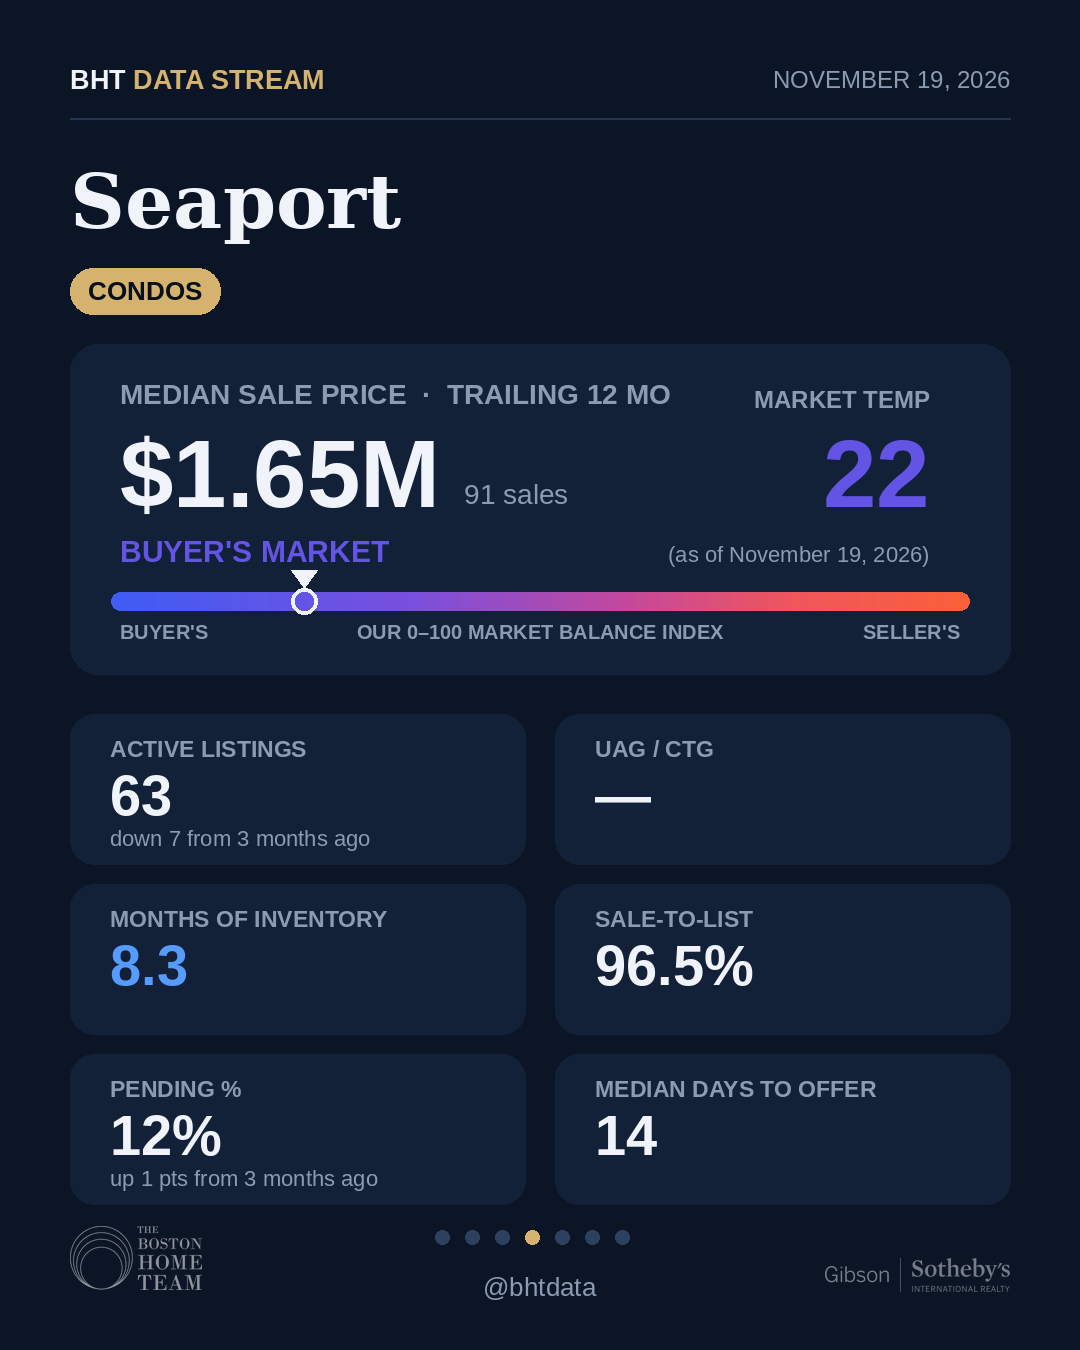 BHT DATA STREAM
NOVEMBER 19, 2026
Seaport
CONDOS
MEDIAN SALE PRICE · TRAILING 12 MO
MARKET TEMP
$1.65M 91 sales
22
BUYER'S MARKET
(as of November 19, 2026)
BUYER'S
OUR 0–100 MARKET BALANCE INDEX
SELLER'S
ACTIVE LISTINGS
63
down 7 from 3 months ago
UAG / CTG
—
MONTHS OF INVENTORY
8.3
SALE-TO-LIST
96.5%
PENDING %
12%
up 1 pts from 3 months ago
MEDIAN DAYS TO OFFER
14
THE
BOSTON
HOME
TEAM
@bhtdata
Gibson
Sotheby's
INTERNATIONAL REALTY